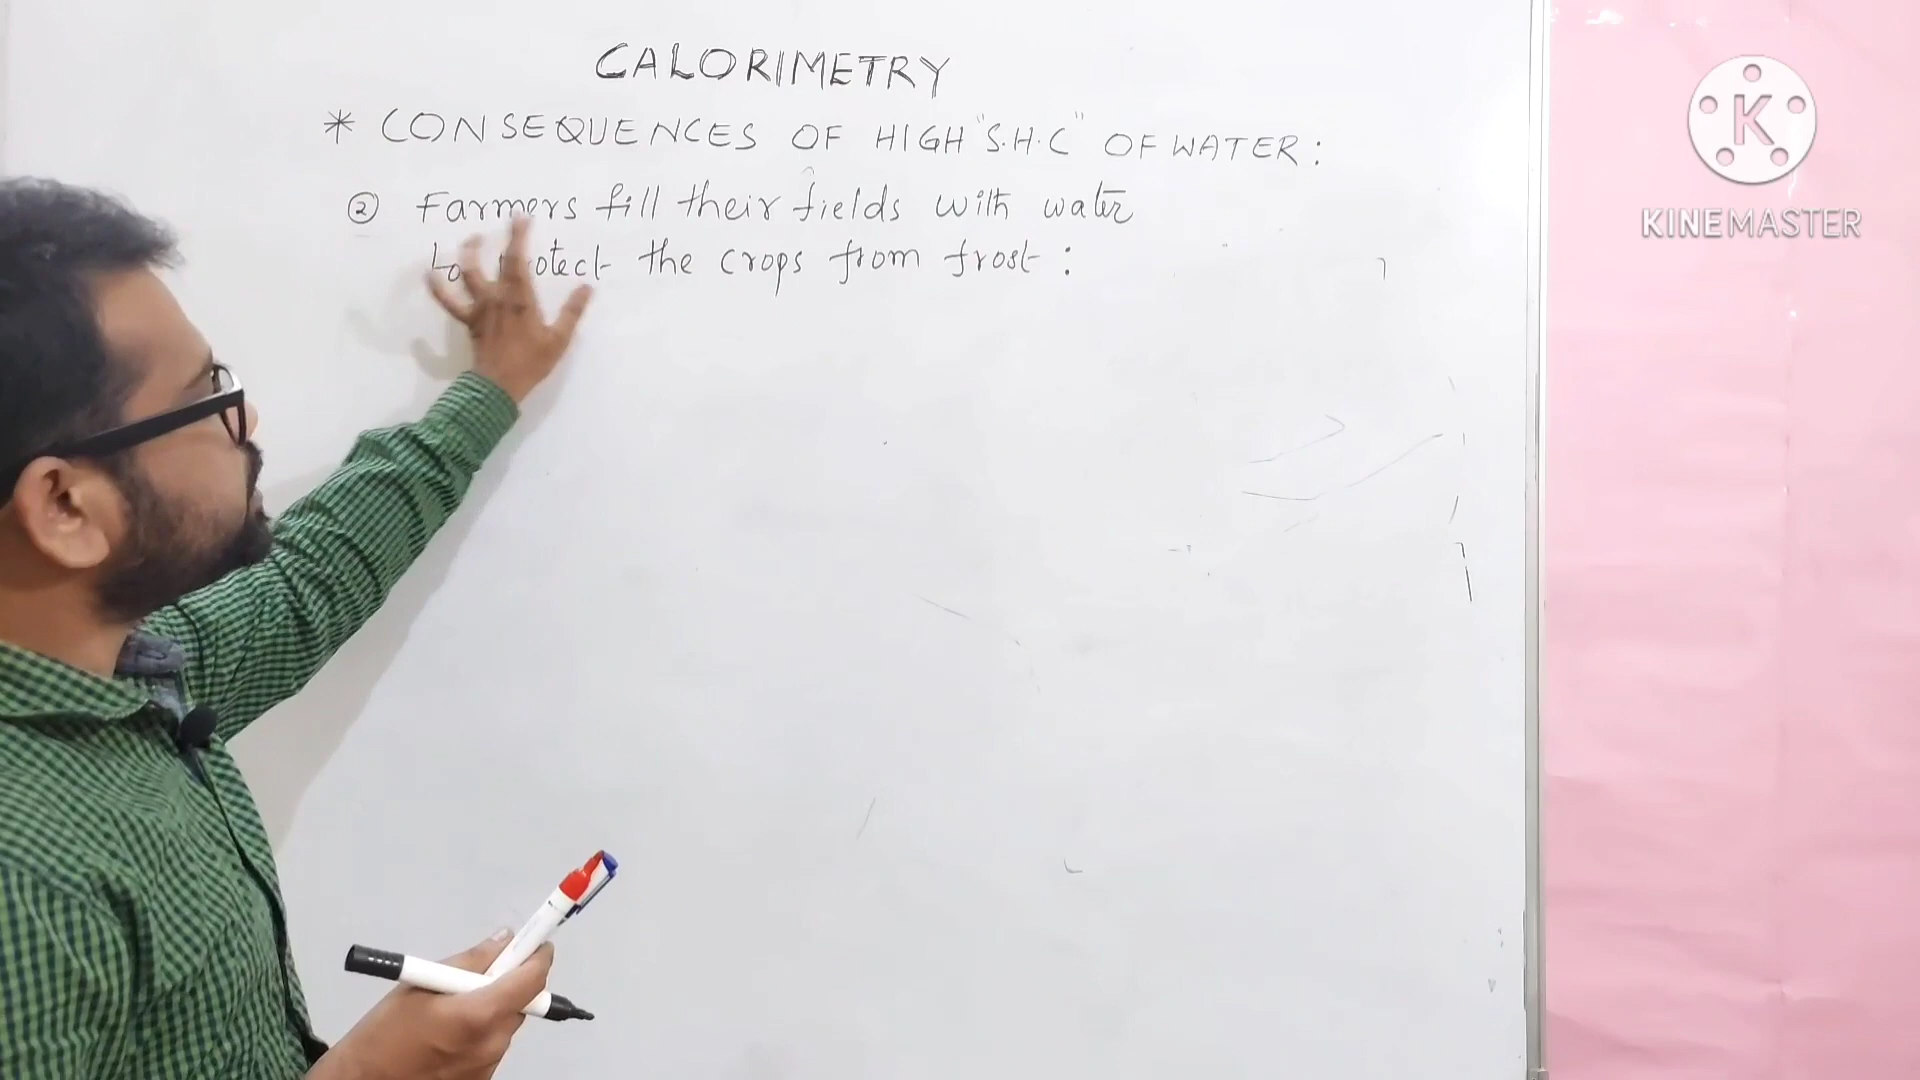 CALORIMETRY
* CONSEQUENCES OF HIGH "S.H.C" OF WATER:
② Farmers fill their fields with water
to protect the crops from frost:
K
KINEMASTER